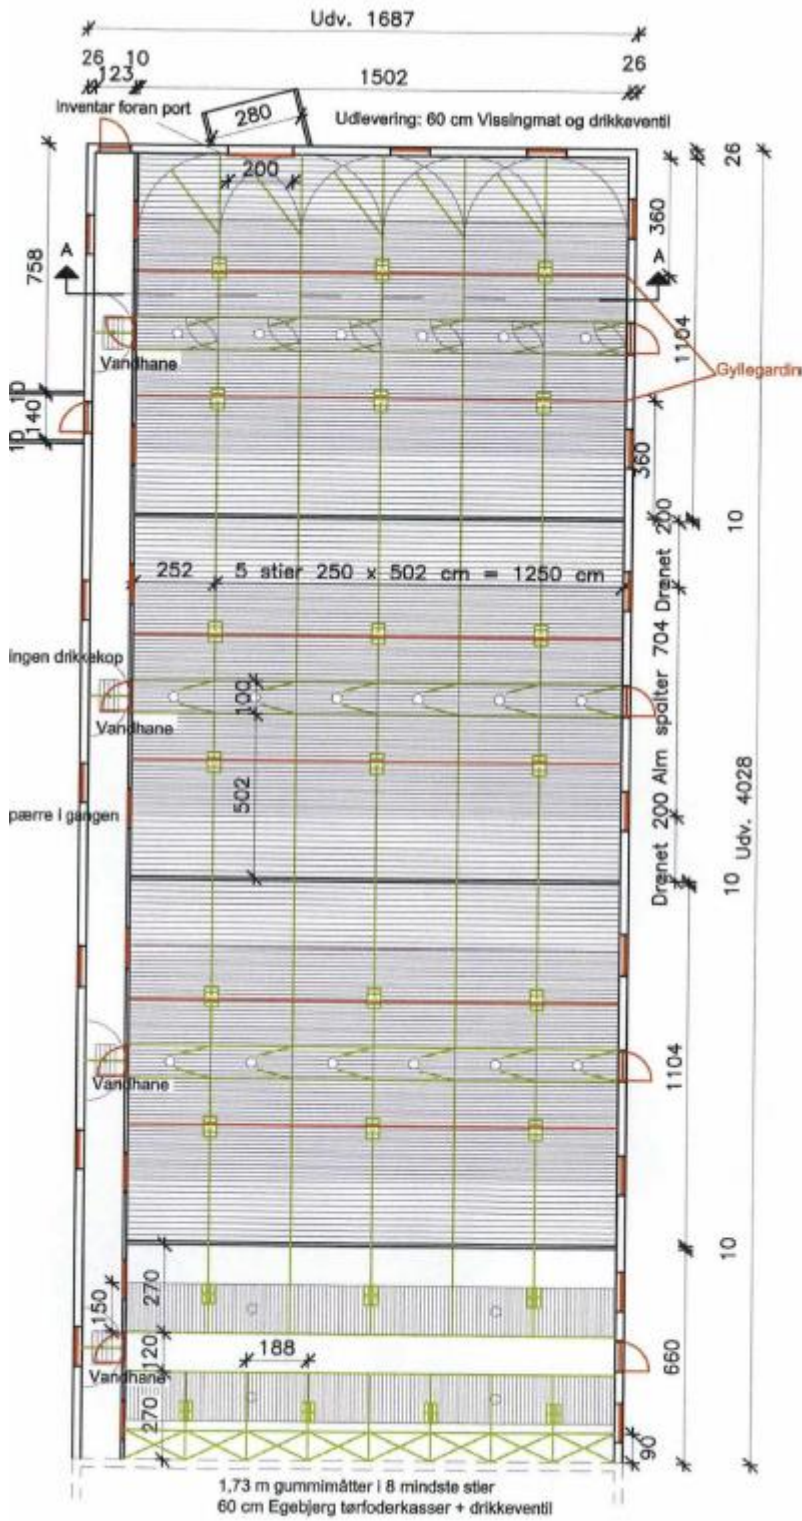 Udv. 1687
26 10 26
123 1502
Inventar foran port
280
Udlevering: 60 cm Vissingmat og drikkeventil
200
26
360
758
A A
1104
Vandhane
Gyllegardin
10
140
10
360
10
252 5 stier 250 x 502 cm = 1250 cm
Drænet 200 Alm spalter 704 Drænet 200
ingen drikkekop
100
Vandhane
502
Udv. 4028
pærre i gangen
10
1104
Vandhane
10
270
150
120
188
660
Vandhane
270
90
1,73 m gummimåtter i 8 mindste stier
60 cm Egebjerg tørfoderkasser + drikkeventil